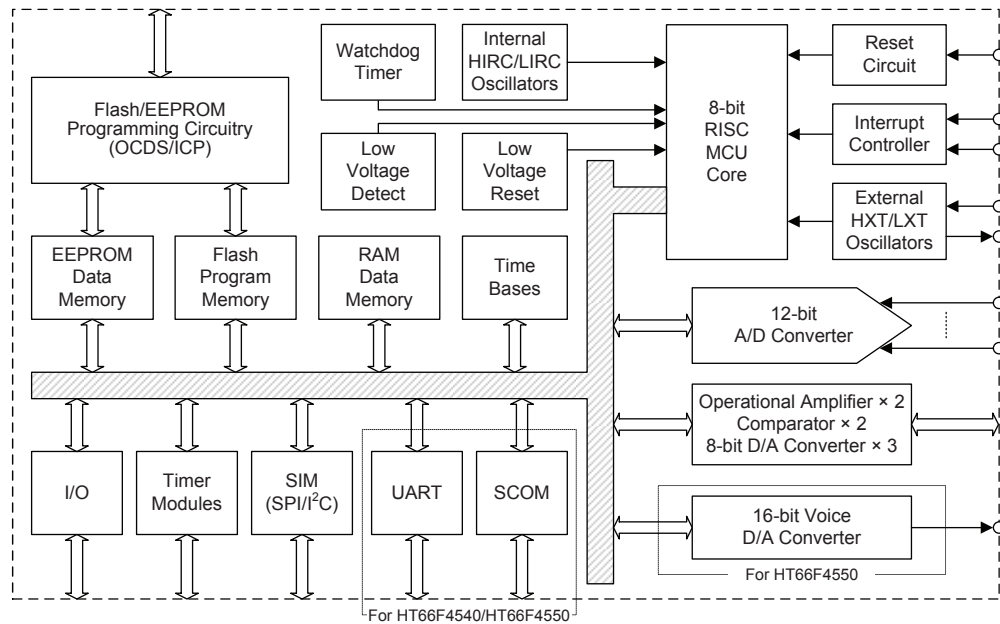 Watchdog
Timer
Internal
HIRC/LIRC
Oscillators
Reset
Circuit
Flash/EEPROM
Programming Circuitry
(OCDS/ICP)
8-bit
RISC
MCU
Core
Interrupt
Controller
Low
Voltage
Detect
Low
Voltage
Reset
External
HXT/LXT
Oscillators
EEPROM
Data
Memory
Flash
Program
Memory
RAM
Data
Memory
Time
Bases
12-bit
A/D Converter
Operational Amplifier × 2
Comparator × 2
8-bit D/A Converter × 3
I/O
Timer
Modules
SIM
(SPI/I²C)
UART
SCOM
16-bit Voice
D/A Converter
For HT66F4550
For HT66F4540/HT66F4550